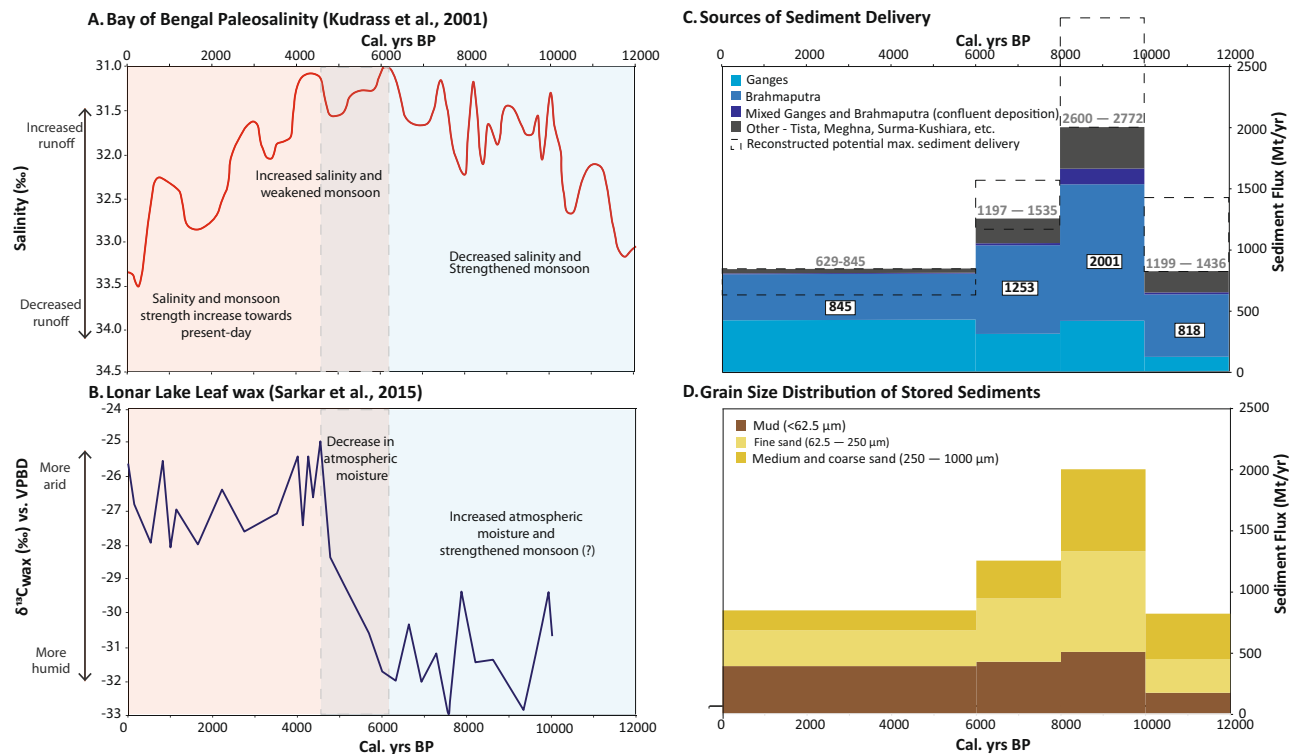 A. Bay of Bengal Paleosalinity (Kudrass et al., 2001)
Cal. yrs BP
0 2000 4000 6000 8000 10000 12000
31.0
31.5
32.0
32.5
33.0
33.5
34.0
34.5
Salinity (‰)
Increased
runoff
Decreased
runoff
Increased salinity and
weakened monsoon
Decreased salinity and
Strengthened monsoon
Salinity and monsoon
strength increase towards
present-day
B. Lonar Lake Leaf wax (Sarkar et al., 2015)
-24
-25
-26
-27
-28
-29
-30
-31
-32
-33
δ¹³Cwax (‰) vs. VPBD
More
arid
More
humid
Decrease in
atmospheric
moisture
Increased atmospheric
moisture and
strengthened monsoon (?)
0 2000 4000 6000 8000 10000 12000
Cal. yrs BP
C. Sources of Sediment Delivery
Cal. yrs BP
0 2000 4000 6000 8000 10000 12000
Ganges
Brahmaputra
Mixed Ganges and Brahmaputra (confluent deposition)
Other - Tista, Meghna, Surma-Kushiara, etc.
Reconstructed potential max. sediment delivery
2600 — 2772
1197 — 1535
629-845
1199 — 1436
845
1253
2001
818
2500
2000
1500
1000
500
0
Sediment Flux (Mt/yr)
D. Grain Size Distribution of Stored Sediments
Mud (<62.5 μm)
Fine sand (62.5 — 250 μm)
Medium and coarse sand (250 — 1000 μm)
2500
2000
1500
1000
500
0
Sediment Flux (Mt/yr)
0 2000 4000 6000 8000 10000 12000
Cal. yrs BP